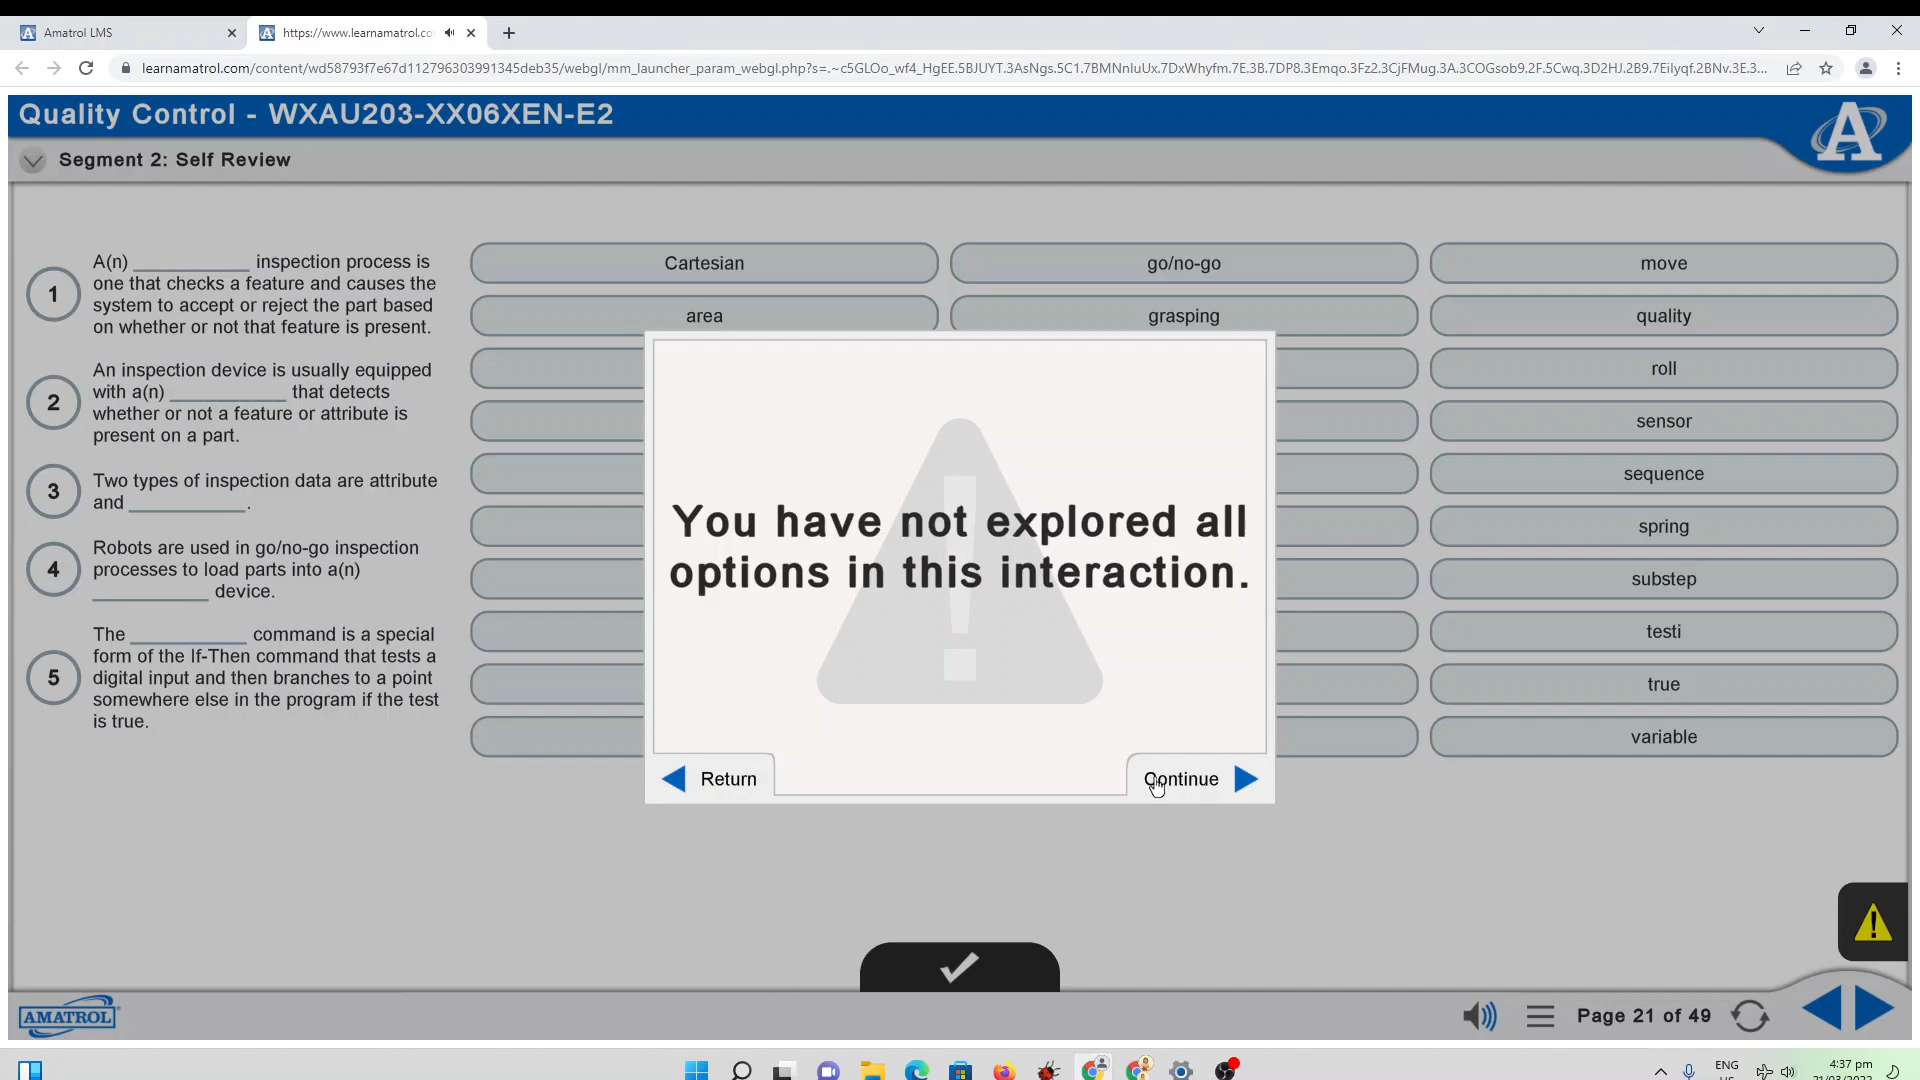 Amatrol LMS
https://www.learnamatrol.co
learnamatrol.com/content/wd58793f7e67d112796303991345deb35/webgl/mm_launcher_param_webgl.php?s=.~c5GLOo_wf4_HgEE.5BJUYT.3AsNgs.5C1.7BMNnIuUx.7DxWhyfm.7E.3B.7DP8.3Emqo.3Fz2.3CjFMug.3A.3COGsob9.2F.5Cwq.3D2HJ.2B9.7EiIyqf.2BNv.3E.3...
Quality Control - WXAU203-XX06XEN-E2
Segment 2: Self Review
1
A(n) ___________ inspection process is
one that checks a feature and causes the
system to accept or reject the part based
on whether or not that feature is present.
2
An inspection device is usually equipped
with a(n) ___________ that detects
whether or not a feature or attribute is
present on a part.
3
Two types of inspection data are attribute
and ___________.
4
Robots are used in go/no-go inspection
processes to load parts into a(n)
___________ device.
5
The ___________ command is a special
form of the If-Then command that tests a
digital input and then branches to a point
somewhere else in the program if the test
is true.
Cartesian
area
go/no-go
grasping
move
quality
roll
sensor
sequence
spring
substep
testi
true
variable
You have not explored all
options in this interaction.
Return
Continue
AMATROL
Page 21 of 49
ENG
4:37 pm